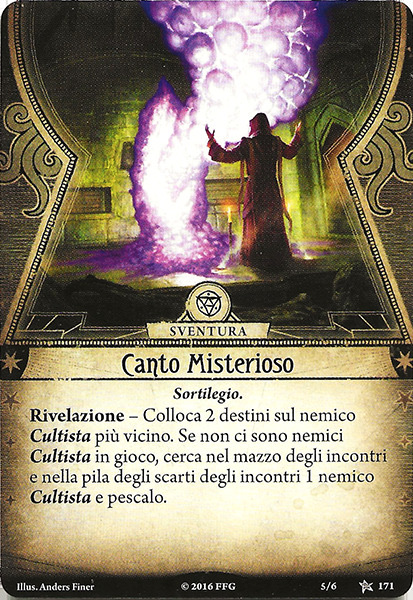 SVENTURA
Canto Misterioso
Sortilegio.
Rivelazione – Colloca 2 destini sul nemico
Cultista più vicino. Se non ci sono nemici
Cultista in gioco, cerca nel mazzo degli incontri
e nella pila degli scarti degli incontri 1 nemico
Cultista e pescalo.
Illus. Anders Finer © 2016 FFG 5/6 171